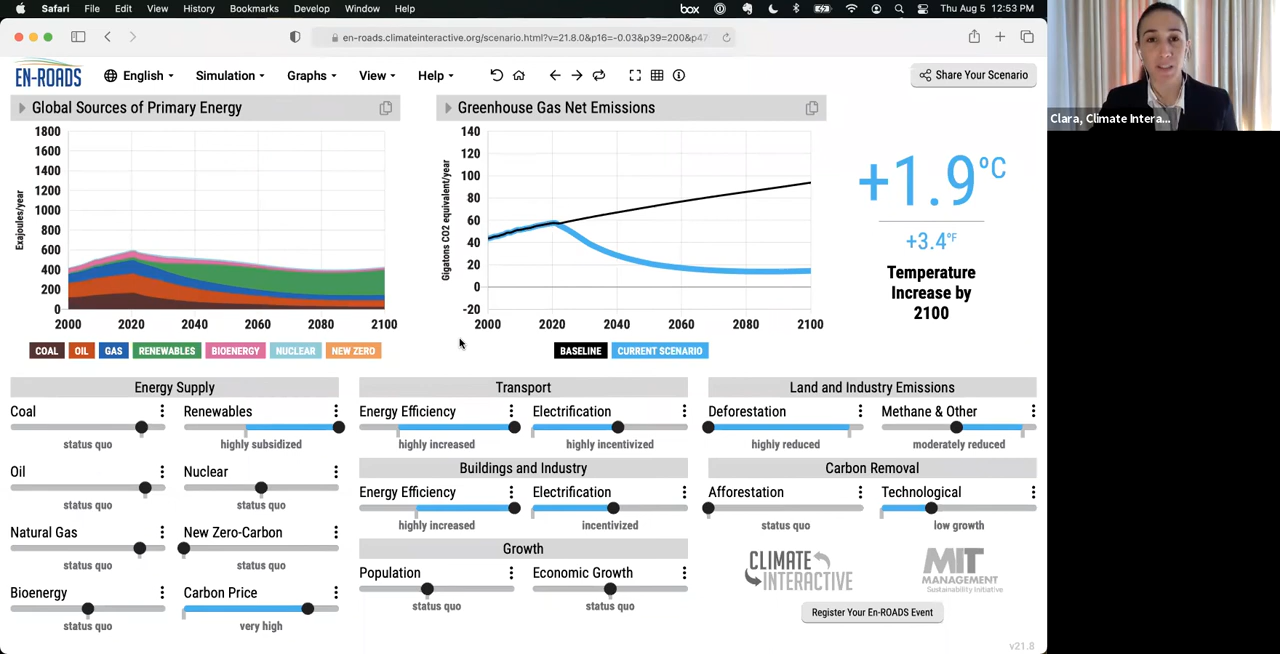 Safari File Edit View History Bookmarks Develop Window Help box Thu Aug 5 12:53 PM
en-roads.climateinteractive.org/scenario.html?v=21.8.0&p16=-0.03&p39=200&p47
EN-ROADS English Simulation Graphs View Help Share Your Scenario
Clara, Climate Intera...
Global Sources of Primary Energy
1800
1600
1400
1200
1000
800
600
400
200
0
Exajoules/year
2000 2020 2040 2060 2080 2100
COAL OIL GAS RENEWABLES BIOENERGY NUCLEAR NEW ZERO
Greenhouse Gas Net Emissions
140
120
100
80
60
40
20
0
-20
Gigatons CO2 equivalent/year
2000 2020 2040 2060 2080 2100
BASELINE CURRENT SCENARIO
+1.9°C
+3.4°F
Temperature
Increase by
2100
Energy Supply
Coal
status quo
Renewables
highly subsidized
Oil
status quo
Nuclear
status quo
Natural Gas
status quo
New Zero-Carbon
status quo
Bioenergy
status quo
Carbon Price
very high
Transport
Energy Efficiency
highly increased
Electrification
highly incentivized
Buildings and Industry
Energy Efficiency
highly increased
Electrification
incentivized
Growth
Population
status quo
Economic Growth
status quo
Land and Industry Emissions
Deforestation
highly reduced
Methane & Other
moderately reduced
Carbon Removal
Afforestation
status quo
Technological
low growth
CLIMATE
INTERACTIVE
MIT
MANAGEMENT
Sustainability Initiative
Register Your En-ROADS Event
v21.8